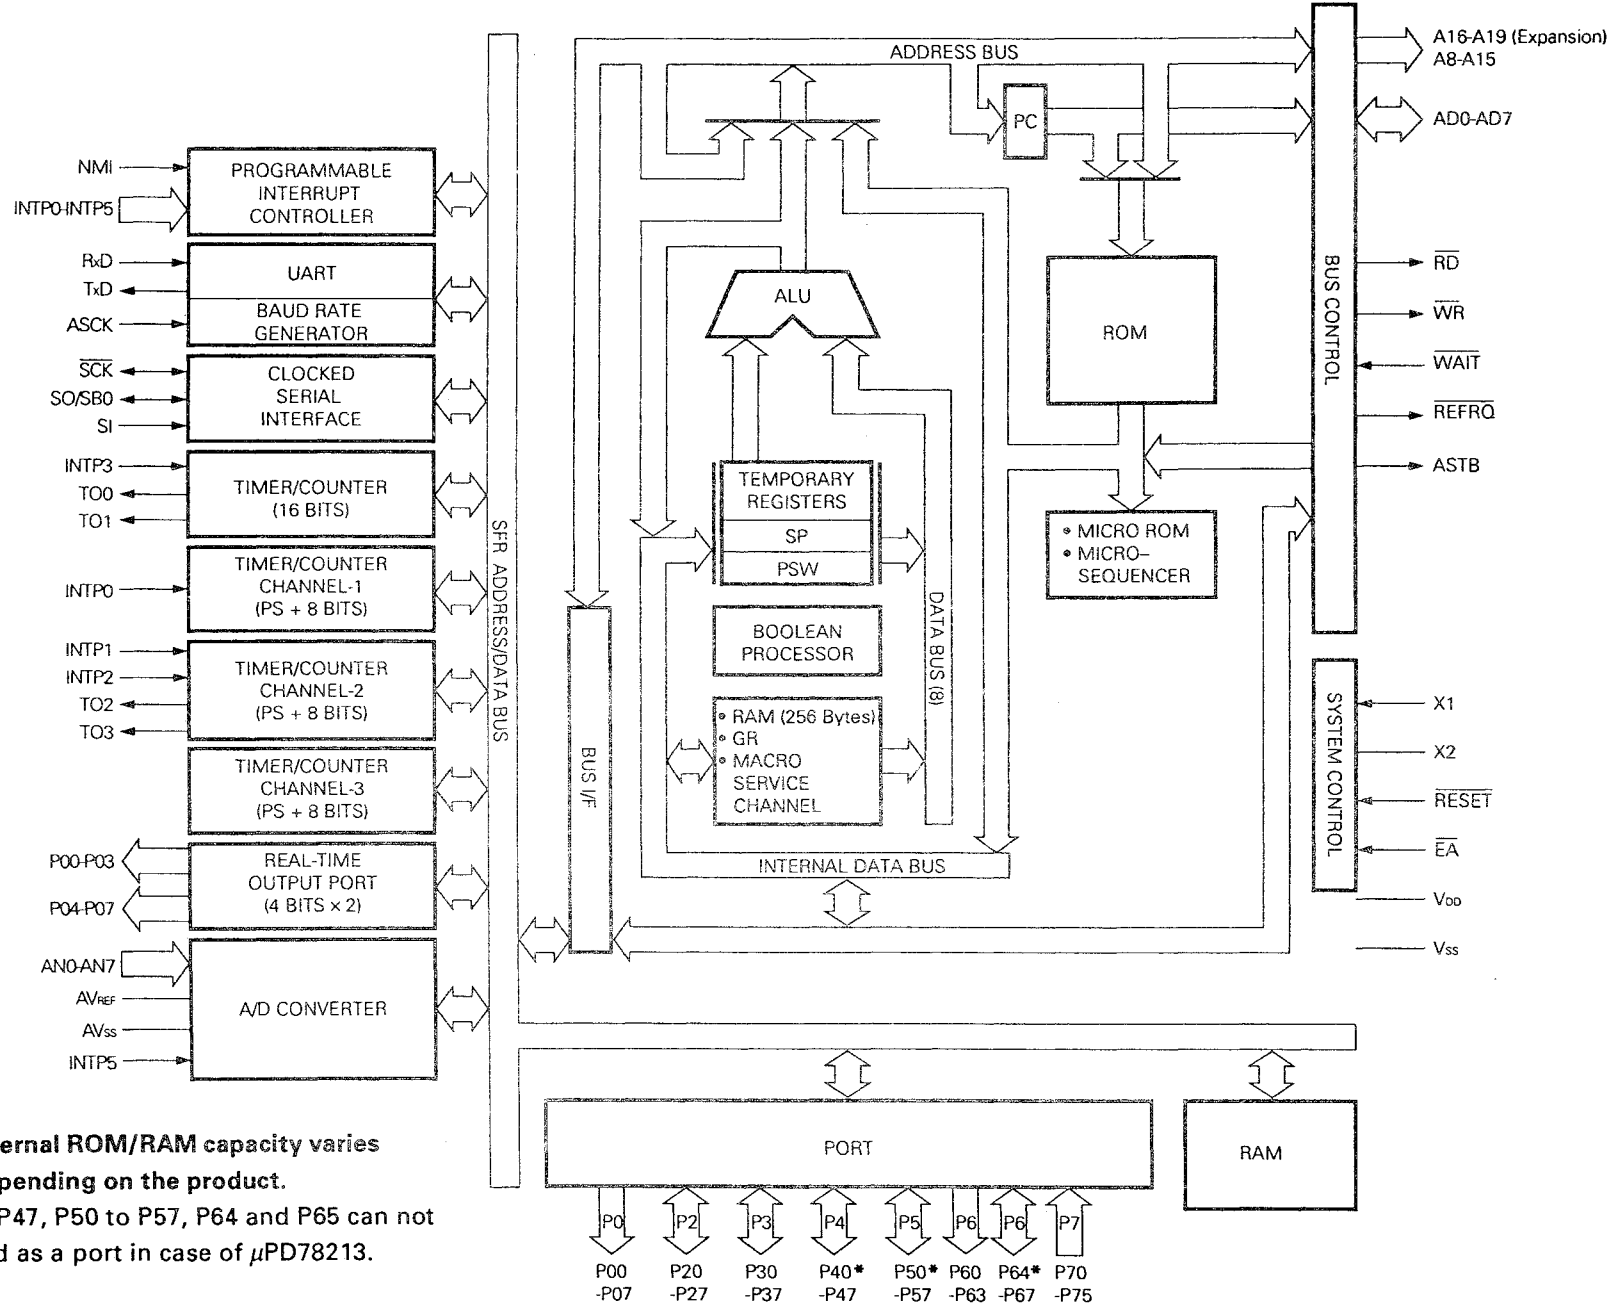 ADDRESS BUS
A16-A19 (Expansion)
A8-A15
AD0-AD7
PC
NMI
INTP0-INTP5
PROGRAMMABLE
INTERRUPT
CONTROLLER
RxD
TxD
ASCK
UART
BAUD RATE
GENERATOR
SCK
SO/SB0
SI
CLOCKED
SERIAL
INTERFACE
INTP3
TO0
TO1
TIMER/COUNTER
(16 BITS)
INTP0
TIMER/COUNTER
CHANNEL-1
(PS + 8 BITS)
INTP1
INTP2
TO2
TO3
TIMER/COUNTER
CHANNEL-2
(PS + 8 BITS)
TIMER/COUNTER
CHANNEL-3
(PS + 8 BITS)
P00-P03
P04-P07
REAL-TIME
OUTPUT PORT
(4 BITS × 2)
AN0-AN7
AVREF
AVSS
INTP5
A/D CONVERTER
SFR ADDRESS/DATA BUS
BUS I/F
ALU
TEMPORARY
REGISTERS
SP
PSW
BOOLEAN
PROCESSOR
• RAM (256 Bytes)
• GR
• MACRO
SERVICE
CHANNEL
DATA BUS (8)
INTERNAL DATA BUS
ROM
• MICRO ROM
• MICRO-
SEQUENCER
BUS CONTROL
RD
WR
WAIT
REFRQ
ASTB
SYSTEM CONTROL
X1
X2
RESET
EA
VDD
VSS
PORT
RAM
P0 P2 P3 P4 P5 P6 P6 P7
P00 P20 P30 P40* P50* P60 P64* P70
-P07 -P27 -P37 -P47 -P57 -P63 -P67 -P75
ernal ROM/RAM capacity varies
pending on the product.
P47, P50 to P57, P64 and P65 can not
d as a port in case of μPD78213.